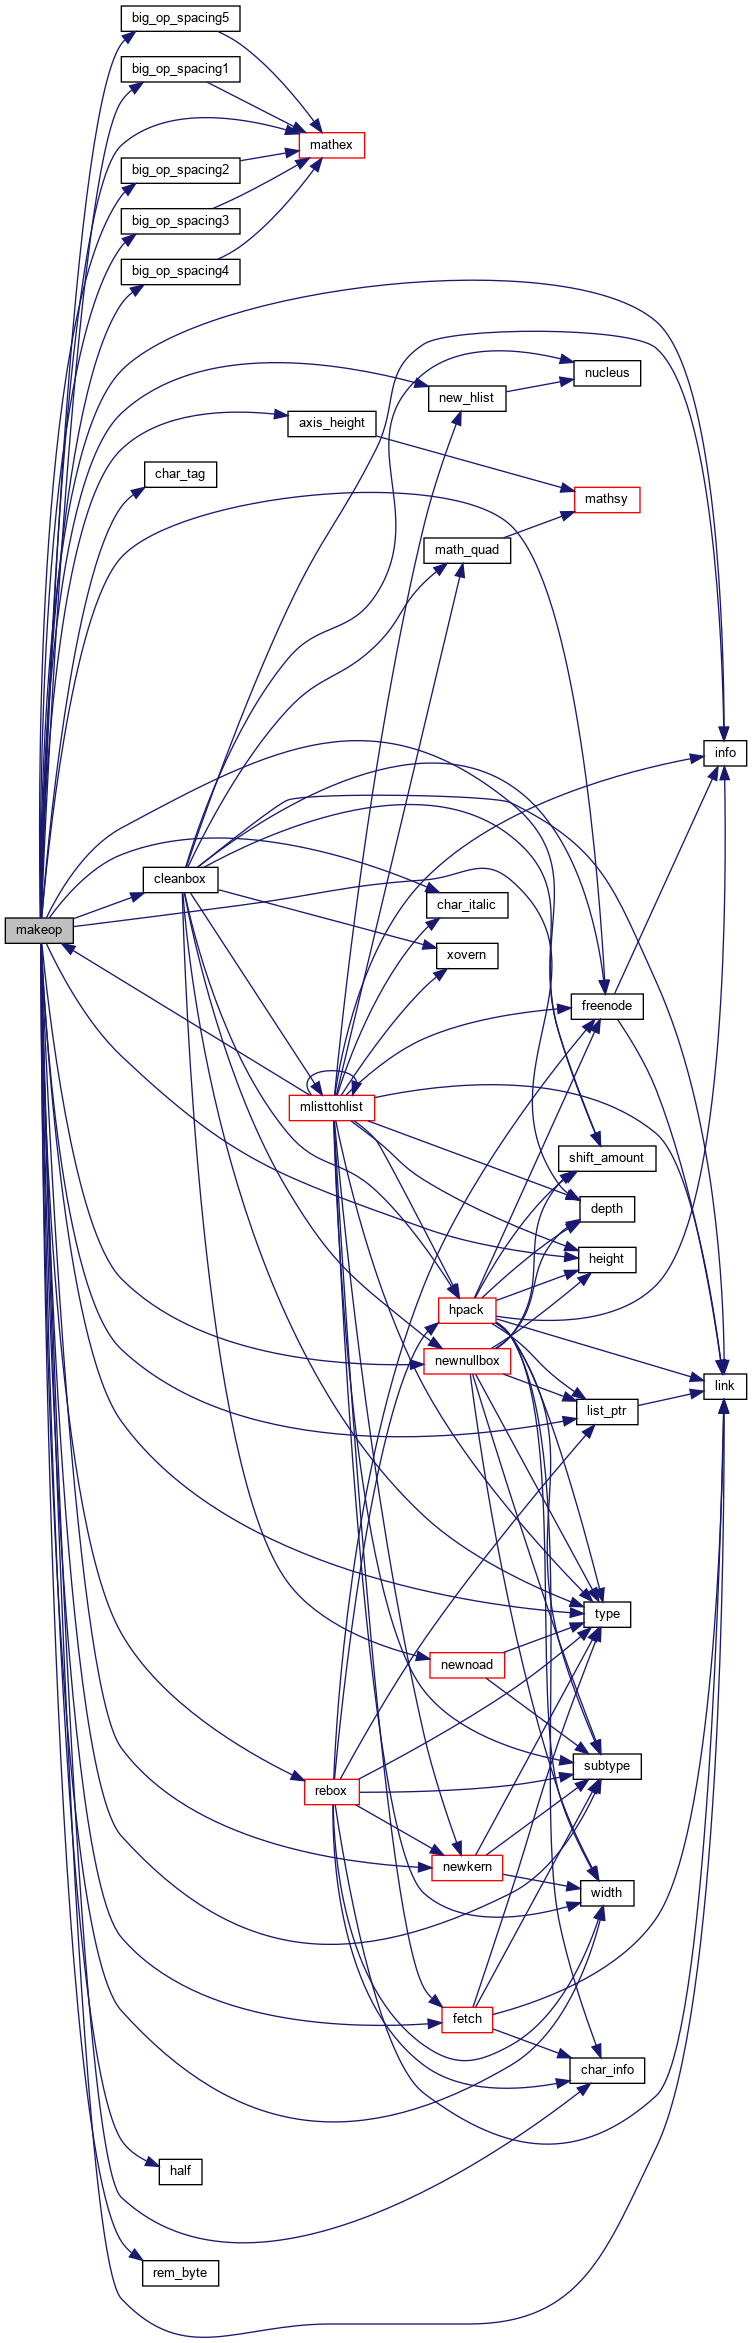 big_op_spacing5
big_op_spacing1
mathex
big_op_spacing2
big_op_spacing3
big_op_spacing4
nucleus
new_hlist
axis_height
char_tag
mathsy
math_quad
info
cleanbox
char_italic
makeop
xovern
freenode
mlisttohlist
shift_amount
depth
height
hpack
newnullbox
link
list_ptr
type
newnoad
subtype
rebox
newkern
width
fetch
char_info
half
rem_byte